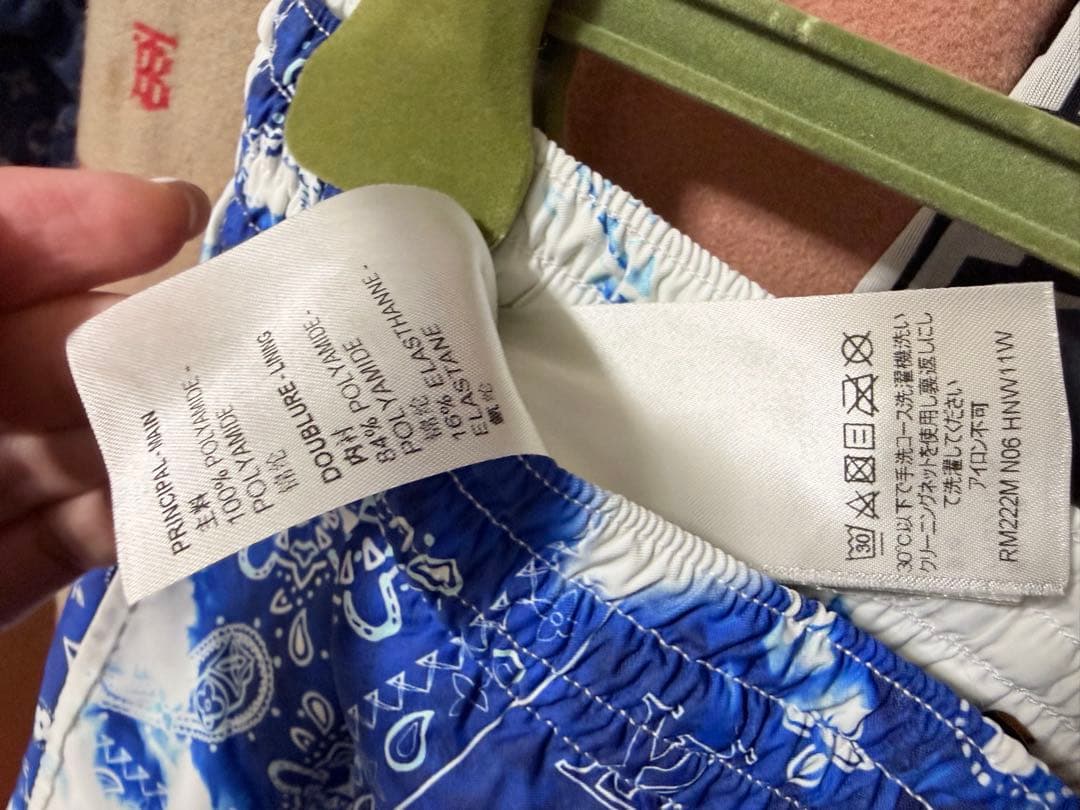 PRINCIPAL - MAIN
主料
100% POLYAMIDE -
POLYAMIDE
锦纶
DOUBLURE - LINING
内衬
84% POLYAMIDE -
POLYAMIDE
锦纶 ELASTHANNE -
16% ELASTANE
ELASTANE
30
30℃以下で手洗コース洗濯機洗い
クリーニングネットを使用し裏返しにし
て洗濯してください
アイロン不可
RM222M N06 HNW11W